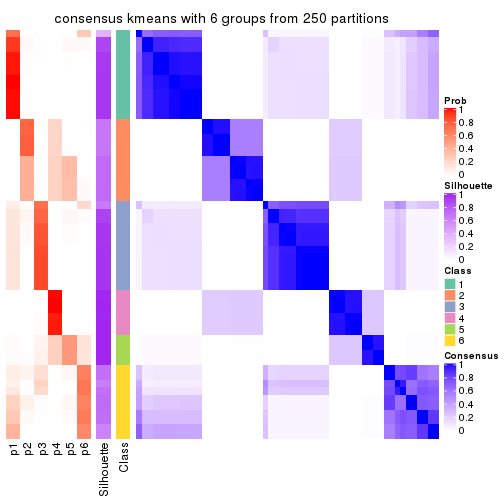 consensus kmeans with 6 groups from 250 partitions
Prob
1
0.8
0.6
0.4
0.2
0
Silhouette
1
0.8
0.6
0.4
0.2
0
Class
1
2
3
4
5
6
Consensus
1
0.8
0.6
0.4
0.2
0
p1
p2
p3
p4
p5
p6
Silhouette
Class